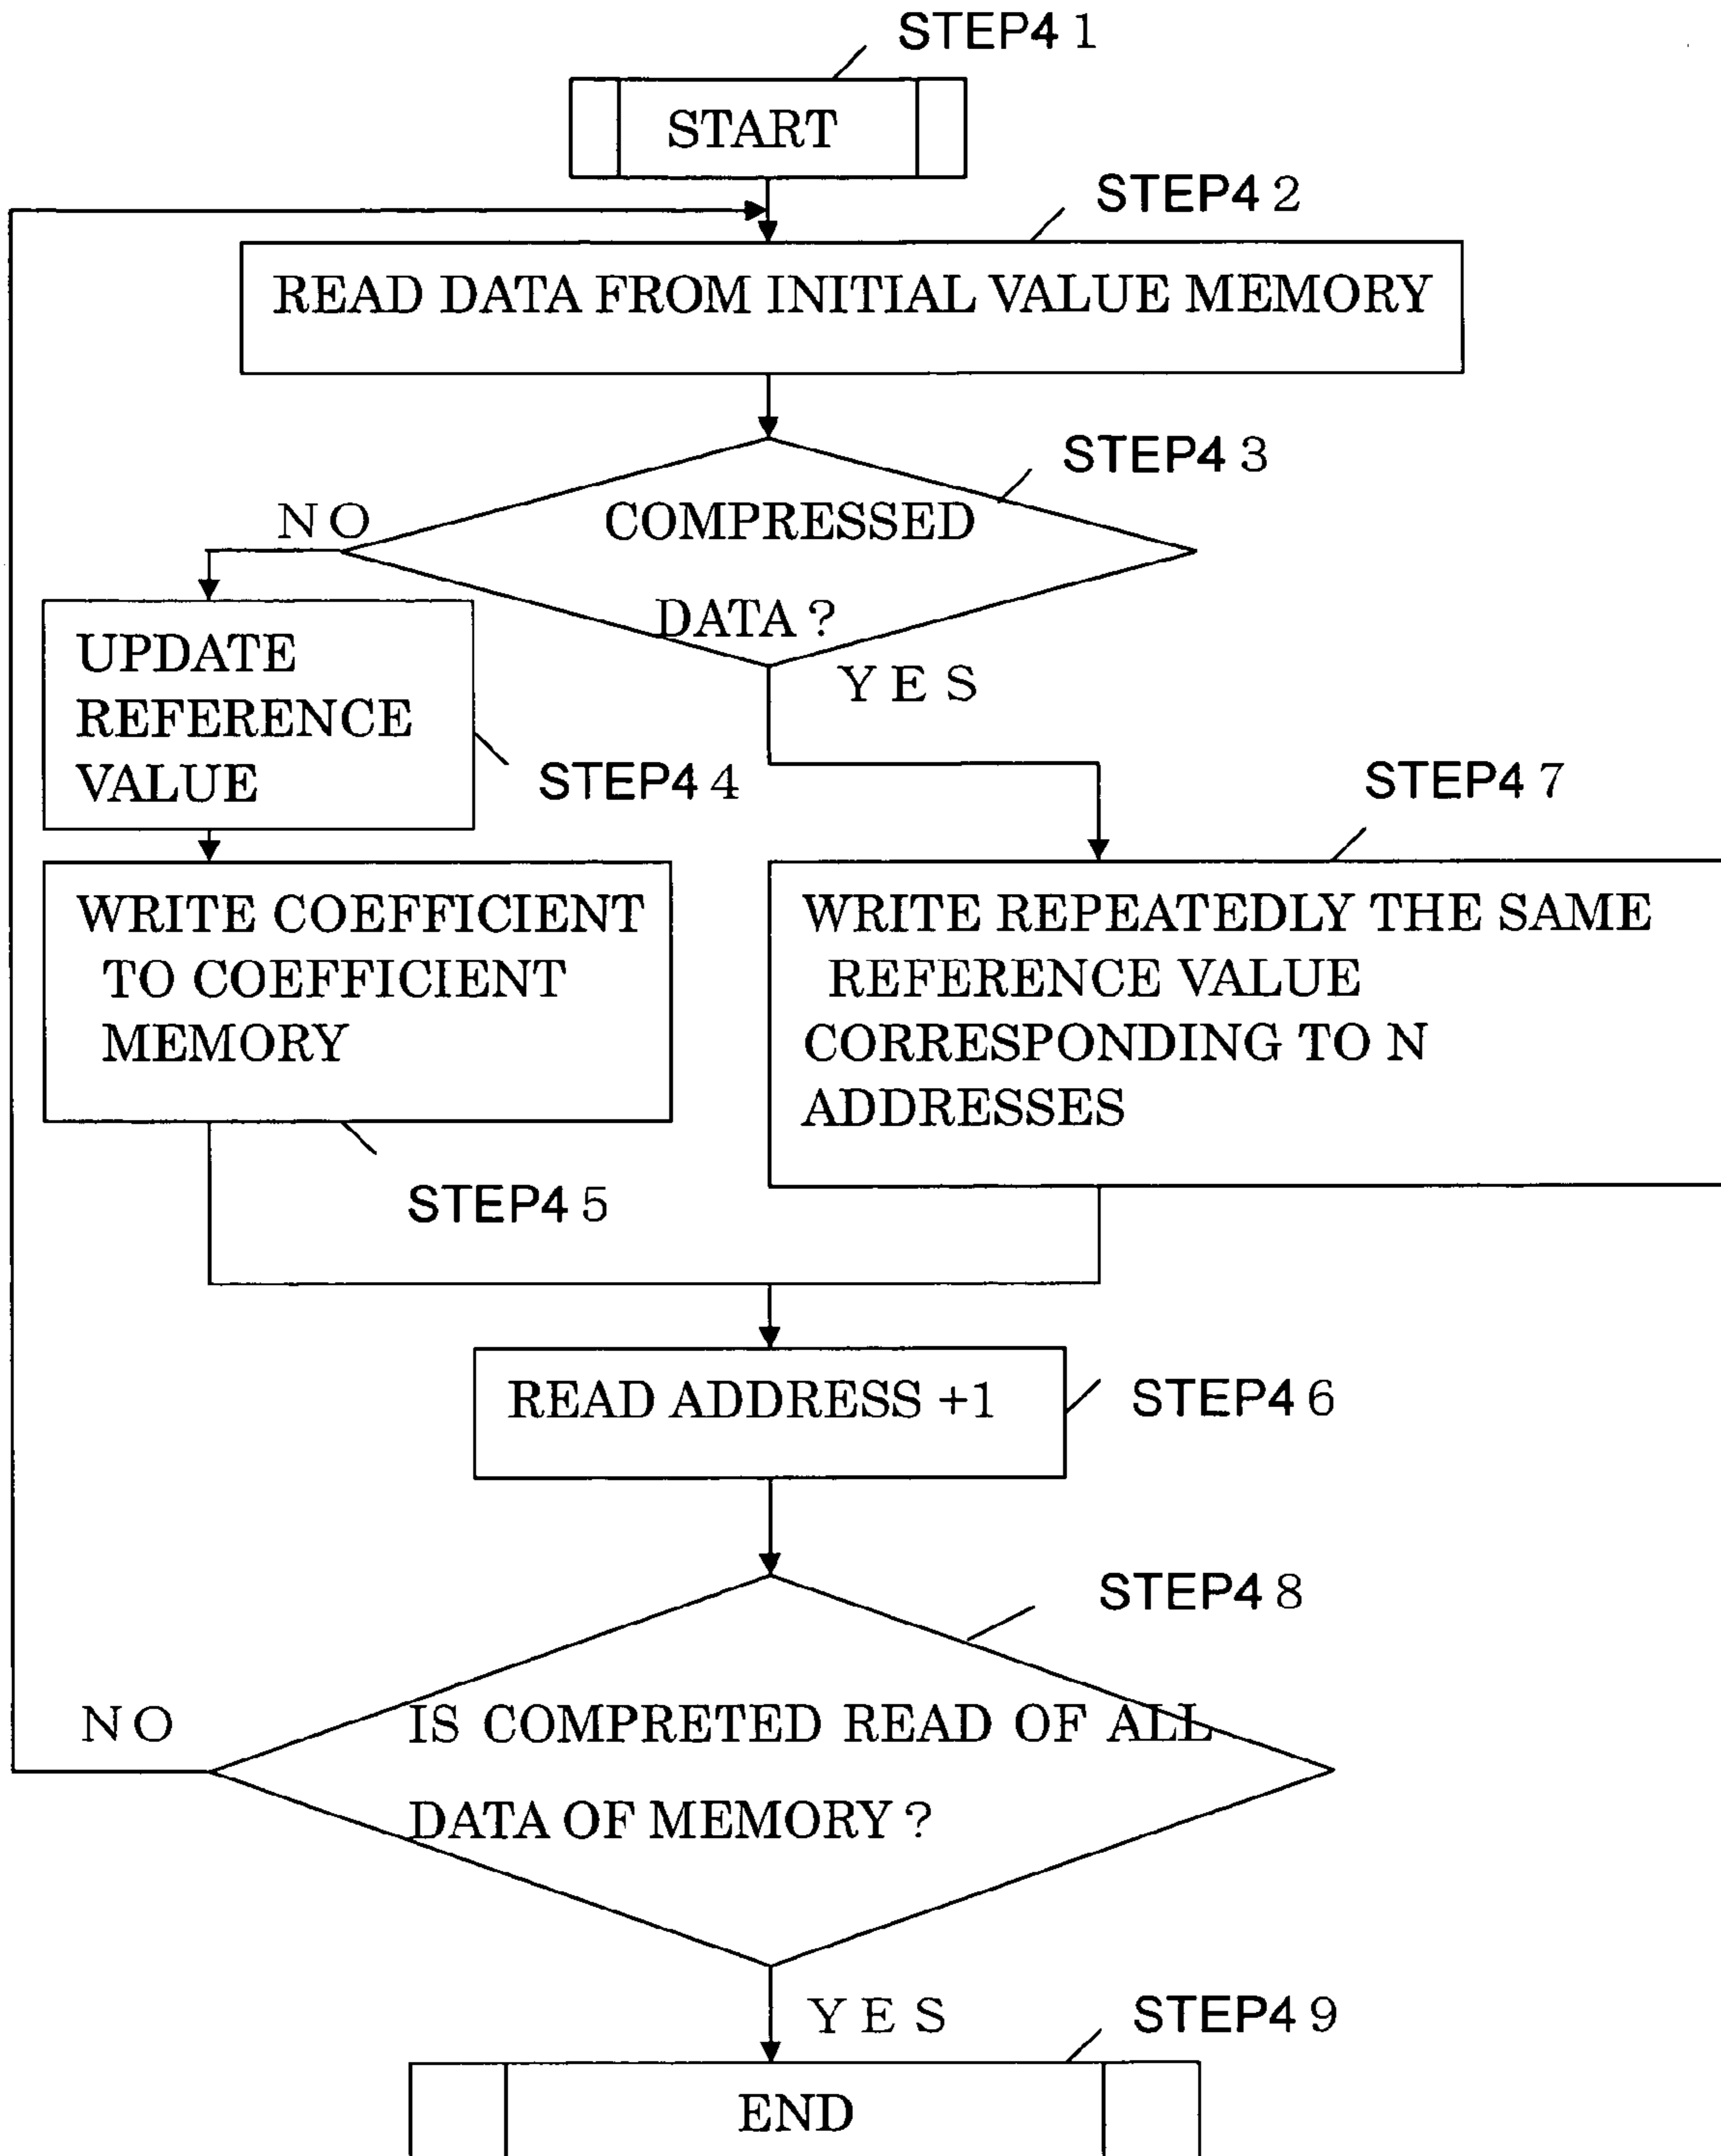 STEP4 1
START
STEP4 2
READ DATA FROM INITIAL VALUE MEMORY
STEP4 3
NO
COMPRESSED
DATA ?
YES
UPDATE
REFERENCE
VALUE
STEP4 4
STEP4 7
WRITE COEFFICIENT
TO COEFFICIENT
MEMORY
WRITE REPEATEDLY THE SAME
REFERENCE VALUE
CORRESPONDING TO N
ADDRESSES
STEP4 5
READ ADDRESS +1
STEP4 6
STEP4 8
NO
IS COMPRETED READ OF ALL
DATA OF MEMORY ?
YES
STEP4 9
END